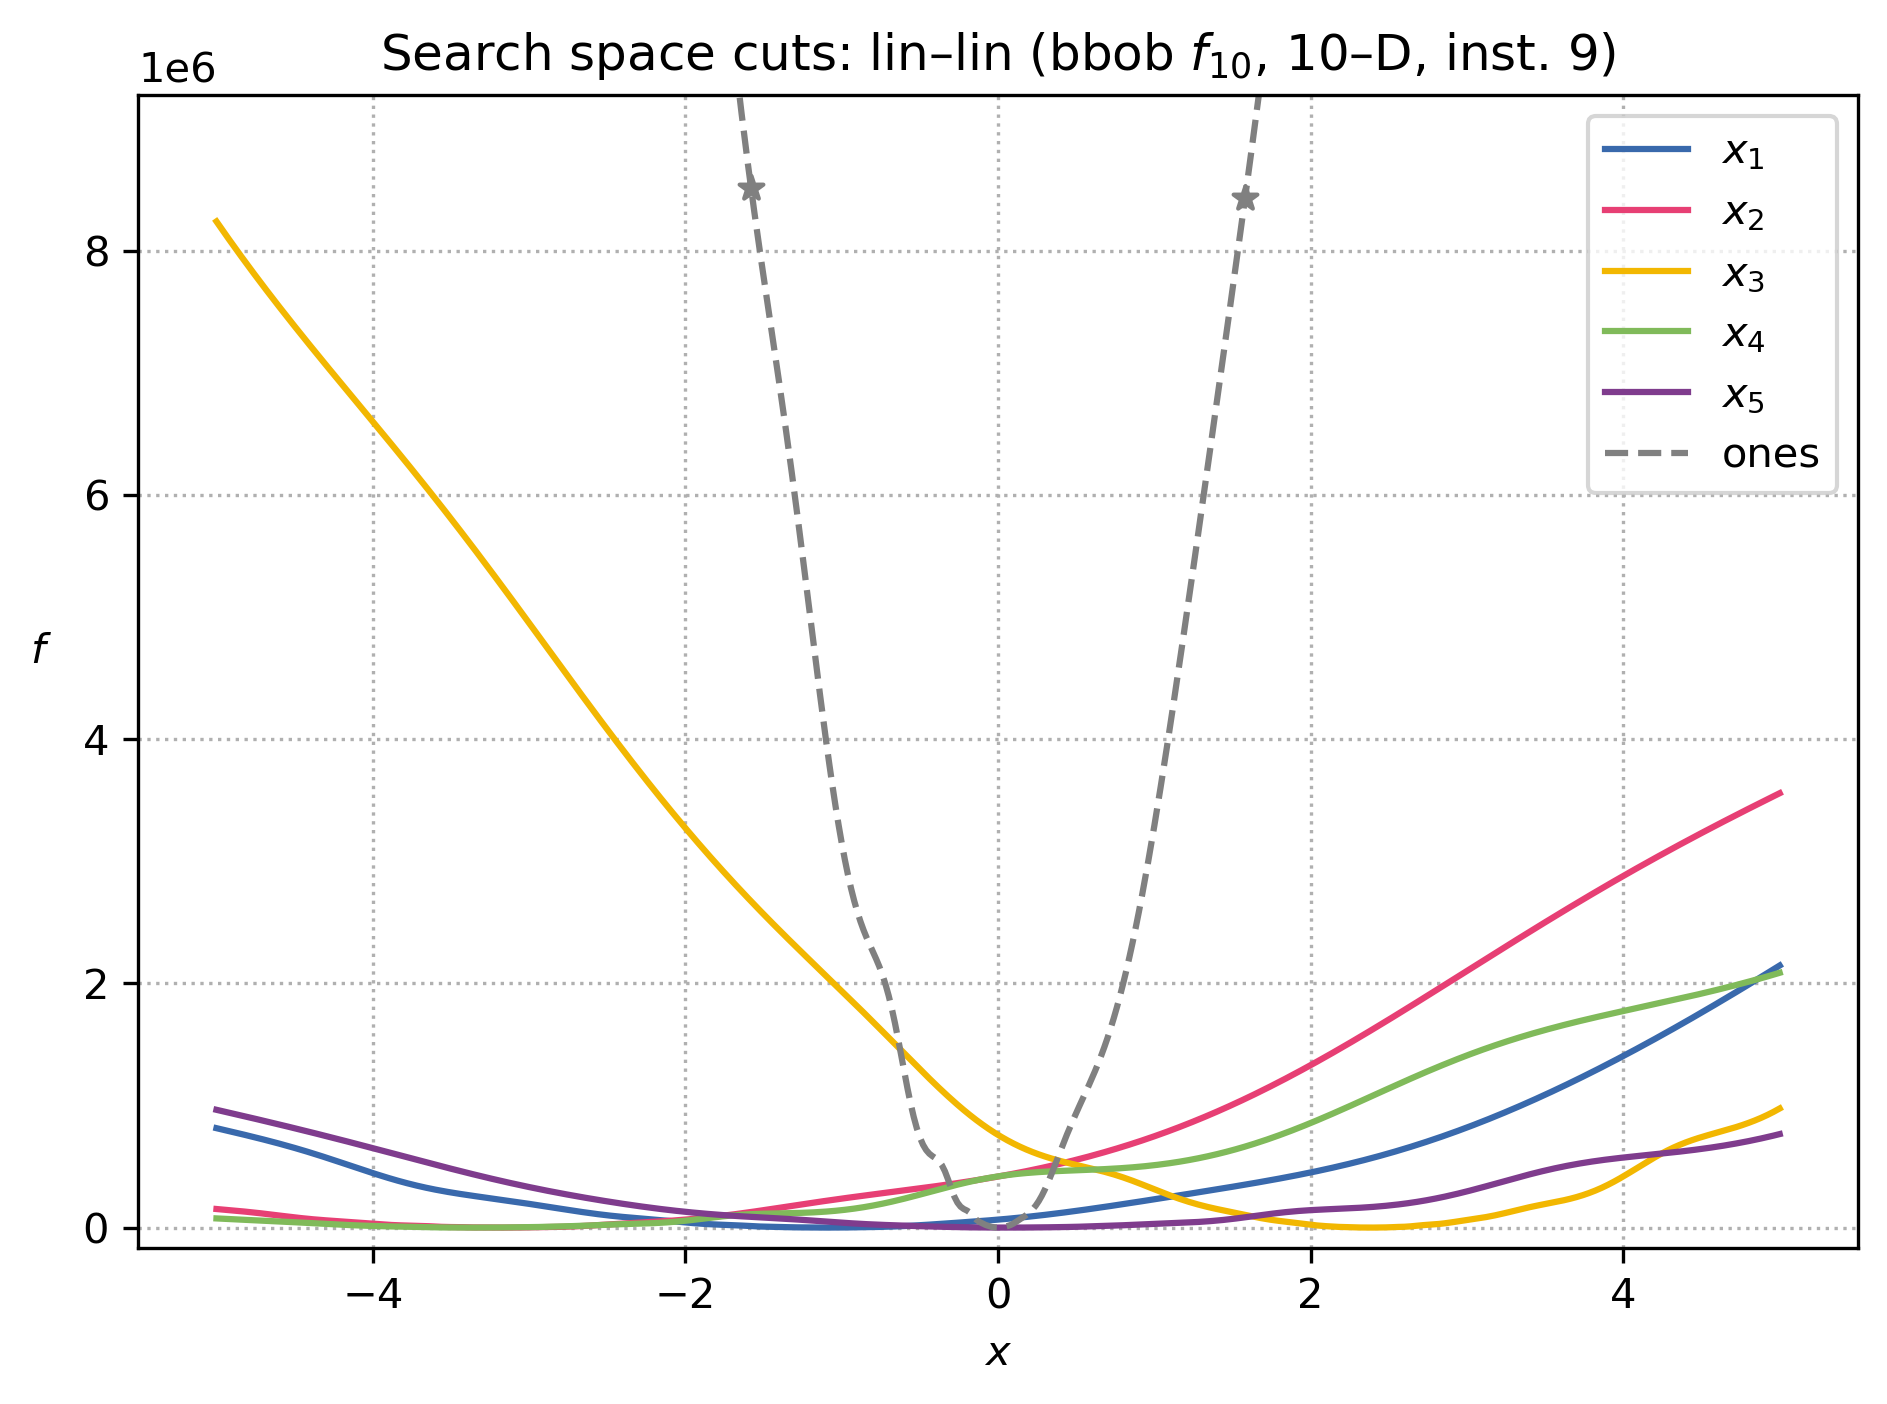 Search space cuts: lin–lin (bbob f₁₀, 10–D, inst. 9)
1e6
8
6
4
2
0
f
−4
−2
0
2
4
x
x₁
x₂
x₃
x₄
x₅
ones